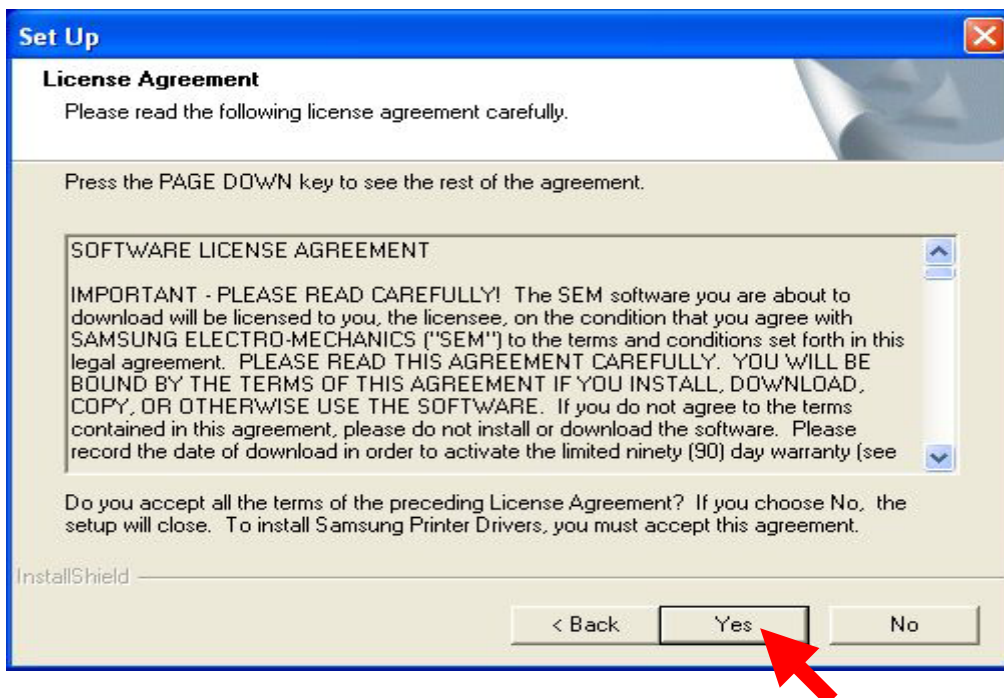 Set Up
License Agreement
Please read the following license agreement carefully.
Press the PAGE DOWN key to see the rest of the agreement.
SOFTWARE LICENSE AGREEMENT
IMPORTANT - PLEASE READ CAREFULLY!  The SEM software you are about to
download will be licensed to you, the licensee, on the condition that you agree with
SAMSUNG ELECTRO-MECHANICS ("SEM") to the terms and conditions set forth in this
legal agreement.  PLEASE READ THIS AGREEMENT CAREFULLY.  YOU WILL BE
BOUND BY THE TERMS OF THIS AGREEMENT IF YOU INSTALL, DOWNLOAD,
COPY, OR OTHERWISE USE THE SOFTWARE.  If you do not agree to the terms
contained in this agreement, please do not install or download the software.  Please
record the date of download in order to activate the limited ninety (90) day warranty (see
Do you accept all the terms of the preceding License Agreement?  If you choose No,  the
setup will close.  To install Samsung Printer Drivers, you must accept this agreement.
InstallShield
< Back
Yes
No